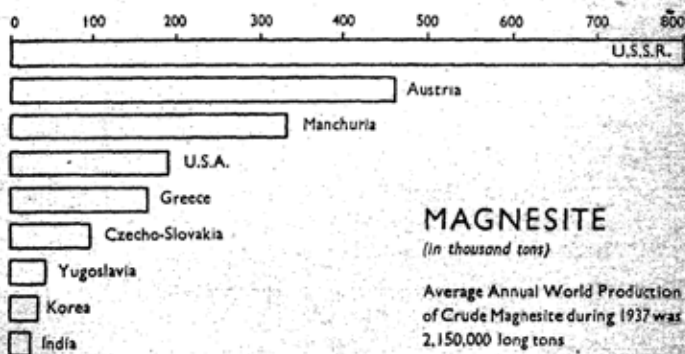 0 100 200 300 400 500 600 700 800
U.S.S.R.
Austria
Manchuria
U.S.A.
Greece
Czecho-Slovakia
Yugoslavia
Korea
India
MAGNESITE
(in thousand tons)
Average Annual World Production
of Crude Magnesite during 1937 was
2,150,000 long tons